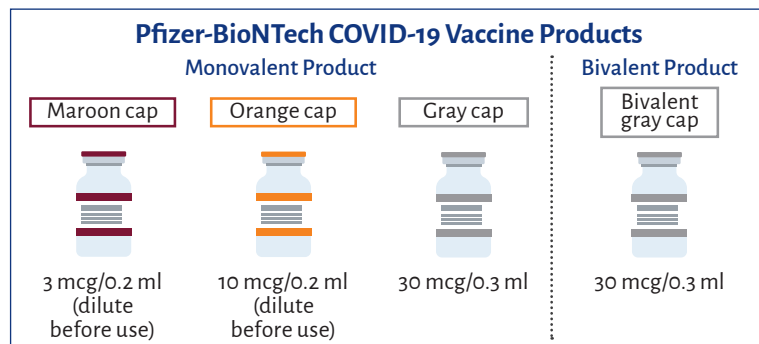 Pfizer-BioNTech COVID-19 Vaccine Products
Monovalent Product
Bivalent Product
Maroon cap
Orange cap
Gray cap
Bivalent
gray cap
3 mcg/0.2 ml
(dilute
before use)
10 mcg/0.2 ml
(dilute
before use)
30 mcg/0.3 ml
30 mcg/0.3 ml